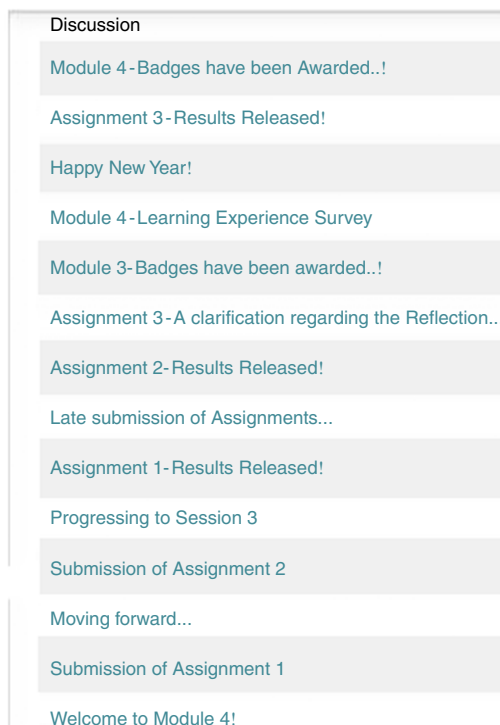 Discussion
Module 4-Badges have been Awarded..!
Assignment 3-Results Released!
Happy New Year!
Module 4-Learning Experience Survey
Module 3-Badges have been awarded..!
Assignment 3-A clarification regarding the Reflection..
Assignment 2-Results Released!
Late submission of Assignments...
Assignment 1-Results Released!
Progressing to Session 3
Submission of Assignment 2
Moving forward...
Submission of Assignment 1
Welcome to Module 4!